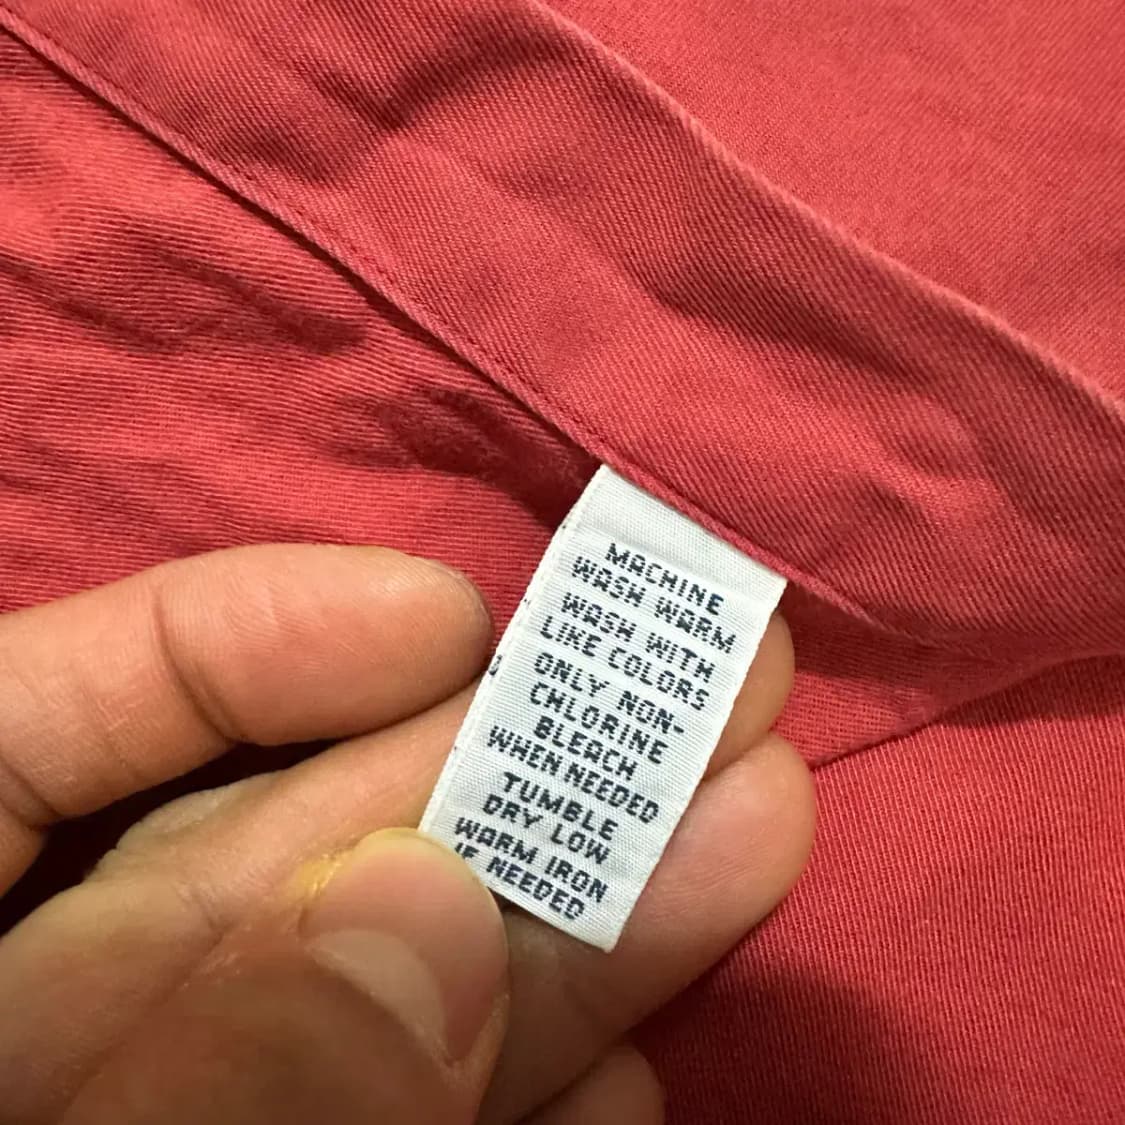 MACHINE
WASH WARM
WASH WITH
LIKE COLORS
ONLY NON-
CHLORINE
BLEACH
WHEN NEEDED
TUMBLE
DRY LOW
WARM IRON
IF NEEDED